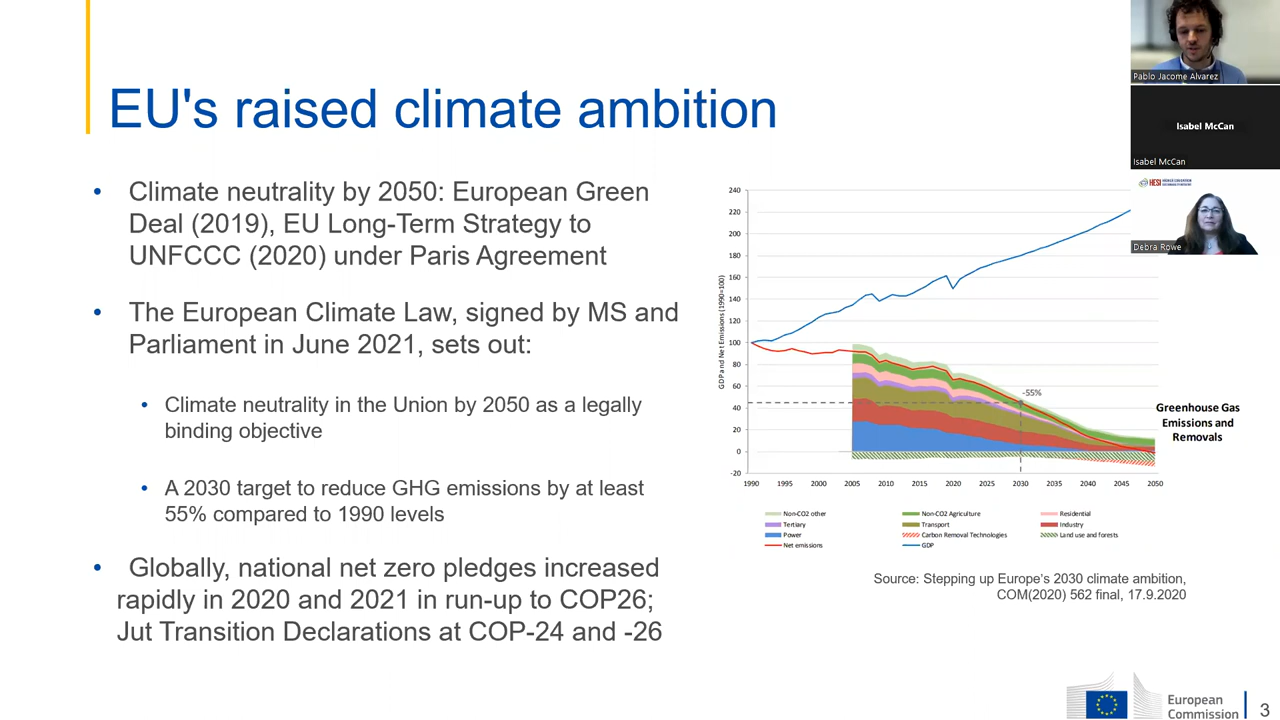 EU's raised climate ambition
• Climate neutrality by 2050: European Green
Deal (2019), EU Long-Term Strategy to
UNFCCC (2020) under Paris Agreement
• The European Climate Law, signed by MS and
Parliament in June 2021, sets out:
• Climate neutrality in the Union by 2050 as a legally
binding objective
• A 2030 target to reduce GHG emissions by at least
55% compared to 1990 levels
• Globally, national net zero pledges increased
rapidly in 2020 and 2021 in run-up to COP26;
Jut Transition Declarations at COP-24 and -26
Pablo Jacome Alvarez
Isabel McCan
Isabel McCan
HESI
Debra Rowe
GDP and Net Emissions (1990=100)
240
220
200
180
160
140
120
100
80
60
40
20
0
-20
1990 1995 2000 2005 2010 2015 2020 2025 2030 2035 2040 2045 2050
-55%
Greenhouse Gas
Emissions and
Removals
Non-CO2 other Non-CO2 Agriculture Residential
Tertiary Transport Industry
Power Carbon Removal Technologies Land use and forests
Net emissions GDP
Source: Stepping up Europe's 2030 climate ambition,
COM(2020) 562 final, 17.9.2020
European
Commission
3